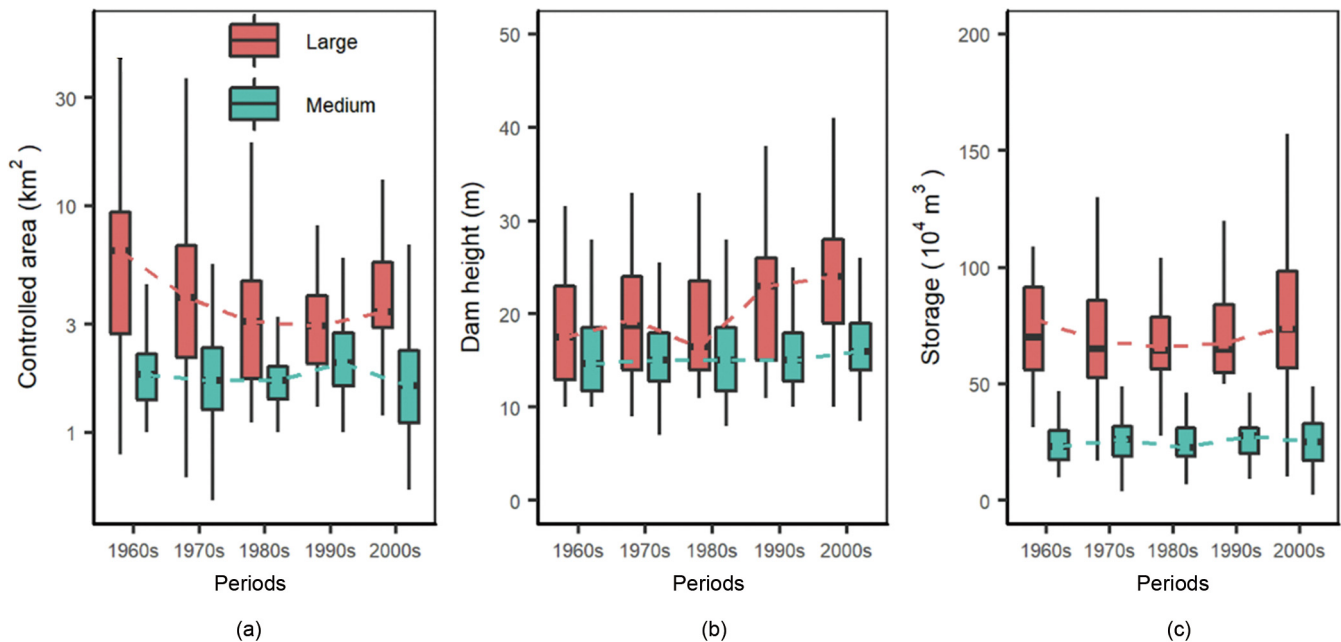 Controlled area (km²)
30
10
3
1
Large
Medium
1960s 1970s 1980s 1990s 2000s
Periods
(a)
Dam height (m)
50
40
30
20
10
0
1960s 1970s 1980s 1990s 2000s
Periods
(b)
Storage (10⁴ m³)
200
150
100
50
0
1960s 1970s 1980s 1990s 2000s
Periods
(c)